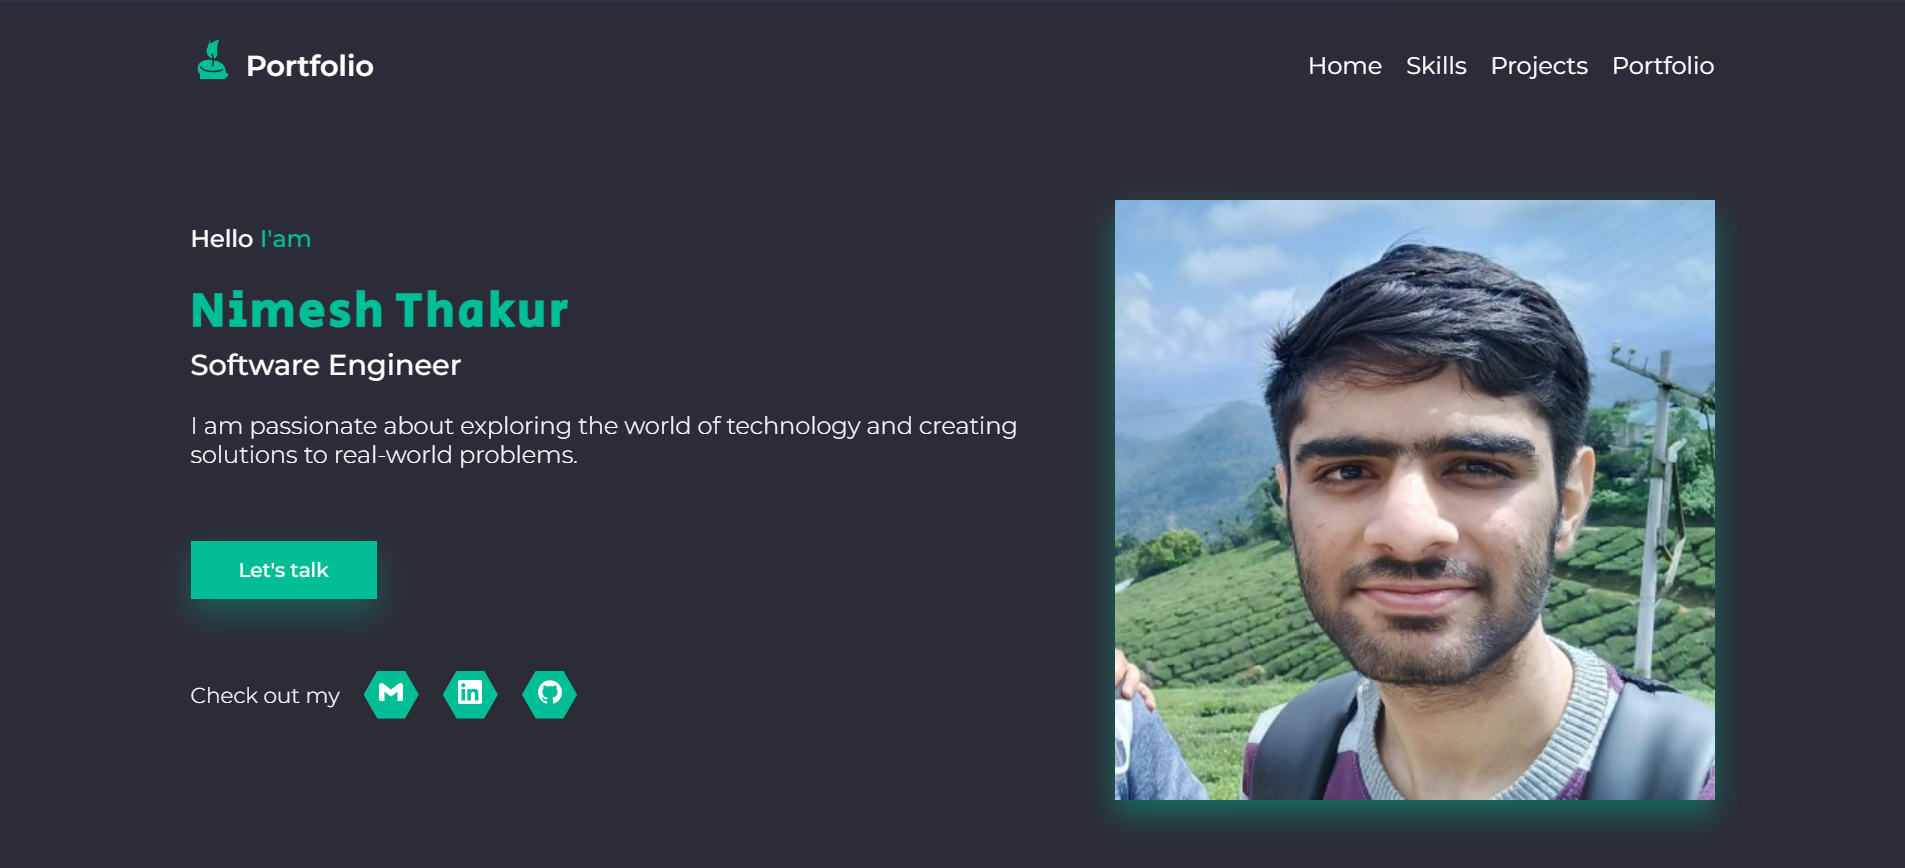 Portfolio
Home Skills Projects Portfolio
Hello I'am
Nimesh Thakur
Software Engineer
I am passionate about exploring the world of technology and creating
solutions to real-world problems.
Let's talk
Check out my